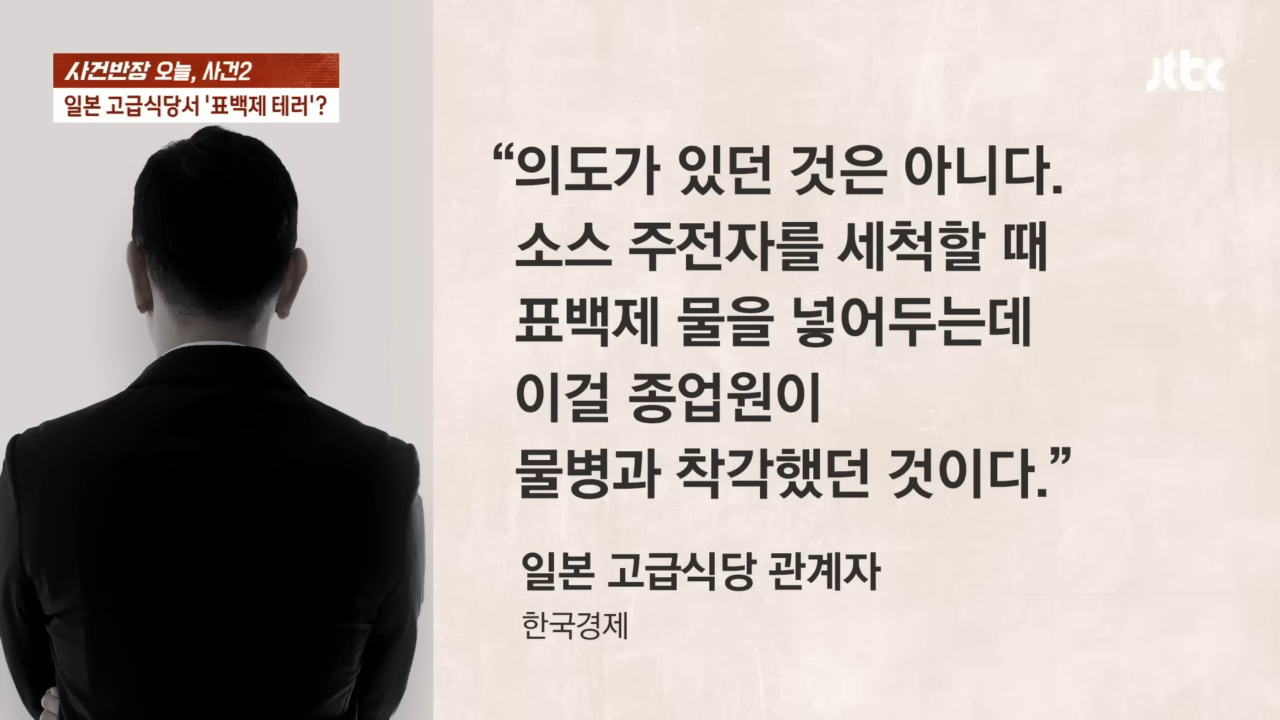 사건반장 오늘, 사건2
일본 고급식당서 '표백제 테러'?
jtbc
“의도가 있던 것은 아니다.
소스 주전자를 세척할 때
표백제 물을 넣어두는데
이걸 종업원이
물병과 착각했던 것이다.”
일본 고급식당 관계자
한국경제